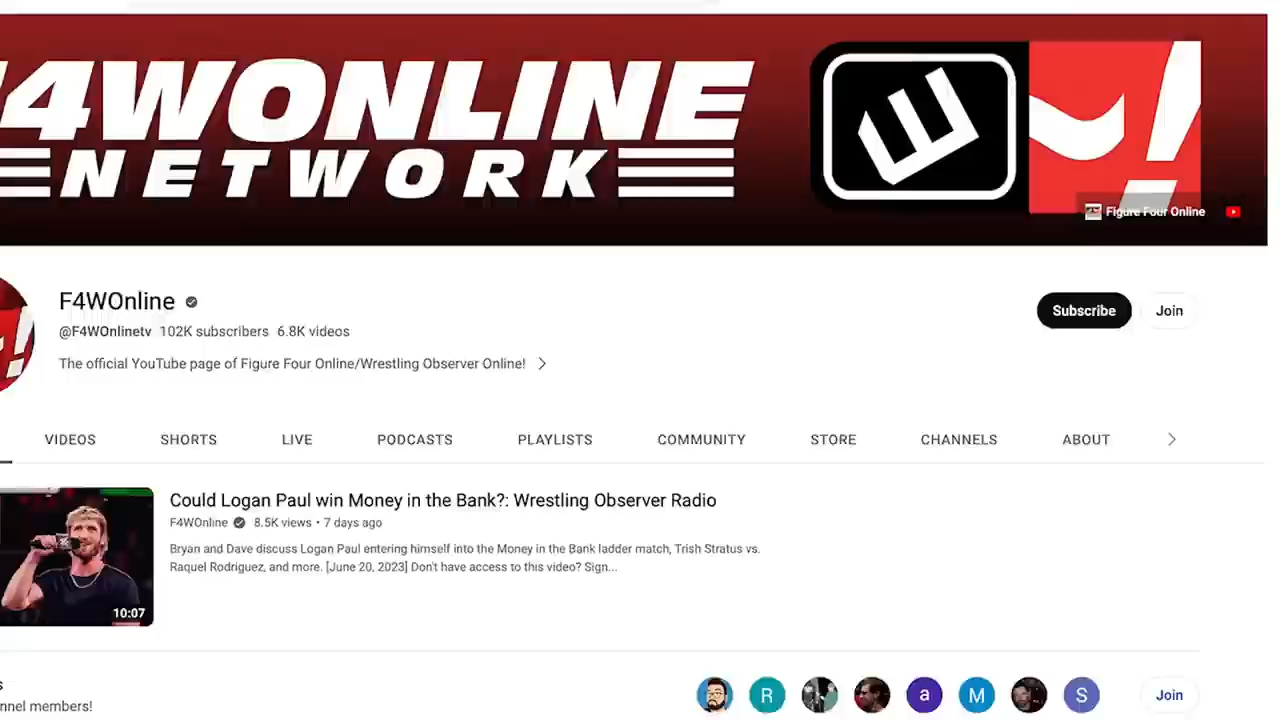 4WONLINE
NETWORK
Figure Four Online
F4WOnline
@F4WOnlinetv 102K subscribers 6.8K videos
Subscribe
Join
The official YouTube page of Figure Four Online/Wrestling Observer Online!
VIDEOS SHORTS LIVE PODCASTS PLAYLISTS COMMUNITY STORE CHANNELS ABOUT
Could Logan Paul win Money in the Bank?: Wrestling Observer Radio
F4WOnline 8.5K views • 7 days ago
Bryan and Dave discuss Logan Paul entering himself into the Money in the Bank ladder match, Trish Stratus vs.
Raquel Rodriguez, and more. [June 20, 2023] Don't have access to this video? Sign...
10:07
R a M S
Join
nnel members!